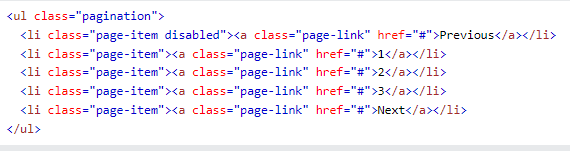 <ul class="pagination">
  <li class="page-item disabled"><a class="page-link" href="#">Previous</a></li>
  <li class="page-item"><a class="page-link" href="#">1</a></li>
  <li class="page-item"><a class="page-link" href="#">2</a></li>
  <li class="page-item"><a class="page-link" href="#">3</a></li>
  <li class="page-item"><a class="page-link" href="#">Next</a></li>
</ul>